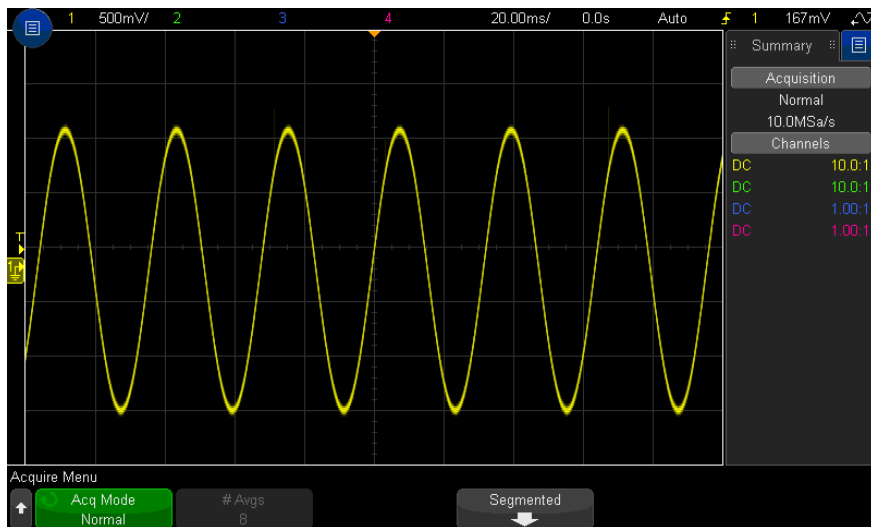 1 500mV/ 2 3 4 20.00ms/ 0.0s Auto 1 167mV
Summary
Acquisition
Normal
10.0MSa/s
Channels
DC 10.0:1
DC 10.0:1
DC 1.00:1
DC 1.00:1
T
1
Acquire Menu
Acq Mode
Normal
# Avgs
8
Segmented